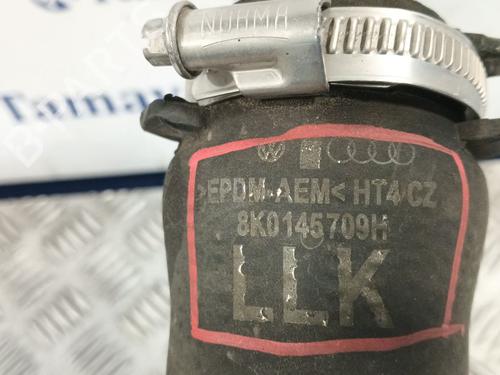 NORMA
>EPDM-AEM< HT4/CZ
8K0145709H
LLK